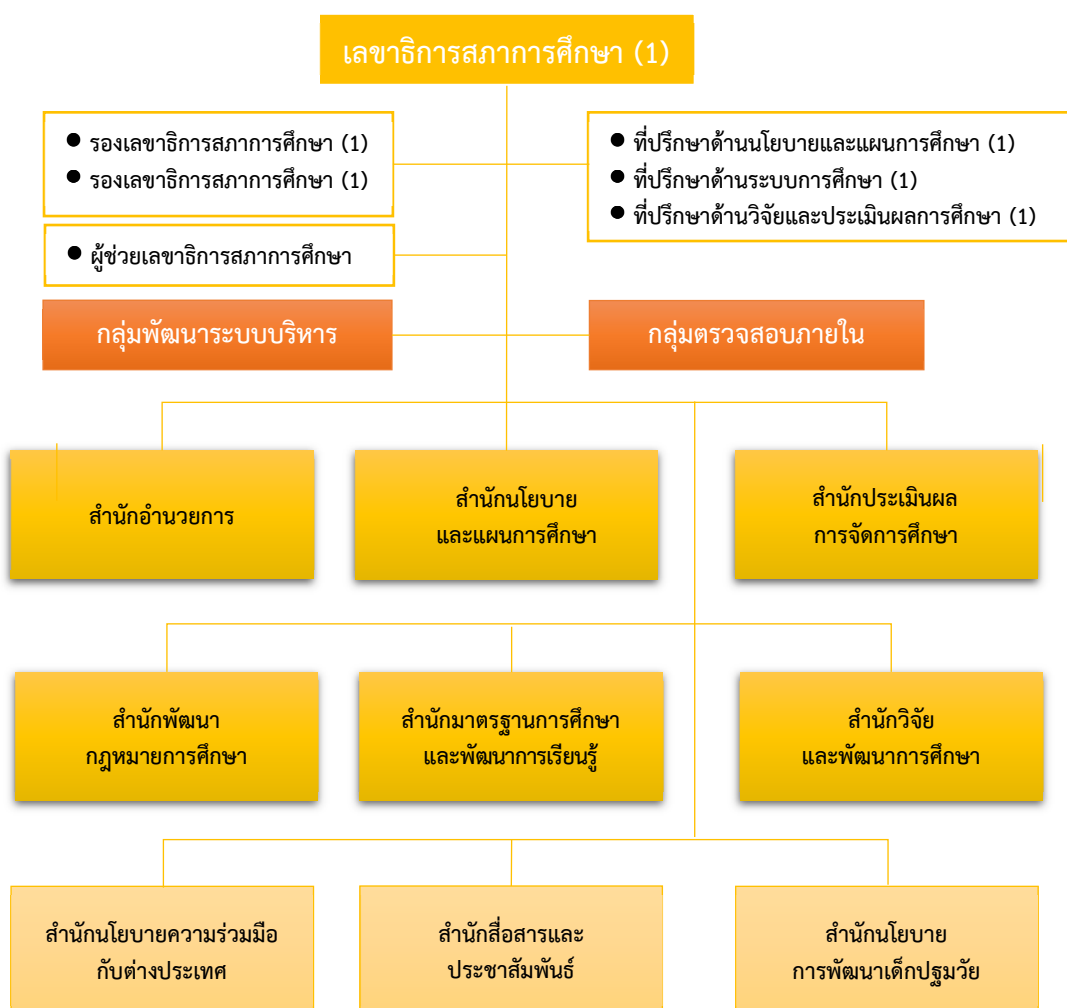 เลขาธิการสภาการศึกษา (1)
● รองเลขาธิการสภาการศึกษา (1)
● รองเลขาธิการสภาการศึกษา (1)
● ที่ปรึกษาด้านนโยบายและแผนการศึกษา (1)
● ที่ปรึกษาด้านระบบการศึกษา (1)
● ที่ปรึกษาด้านวิจัยและประเมินผลการศึกษา (1)
● ผู้ช่วยเลขาธิการสภาการศึกษา
กลุ่มพัฒนาระบบบริหาร
กลุ่มตรวจสอบภายใน
สำนักอำนวยการ
สำนักนโยบาย
และแผนการศึกษา
สำนักประเมินผล
การจัดการศึกษา
สำนักพัฒนา
กฎหมายการศึกษา
สำนักมาตรฐานการศึกษา
และพัฒนาการเรียนรู้
สำนักวิจัย
และพัฒนาการศึกษา
สำนักนโยบายความร่วมมือ
กับต่างประเทศ
สำนักสื่อสารและ
ประชาสัมพันธ์
สำนักนโยบาย
การพัฒนาเด็กปฐมวัย